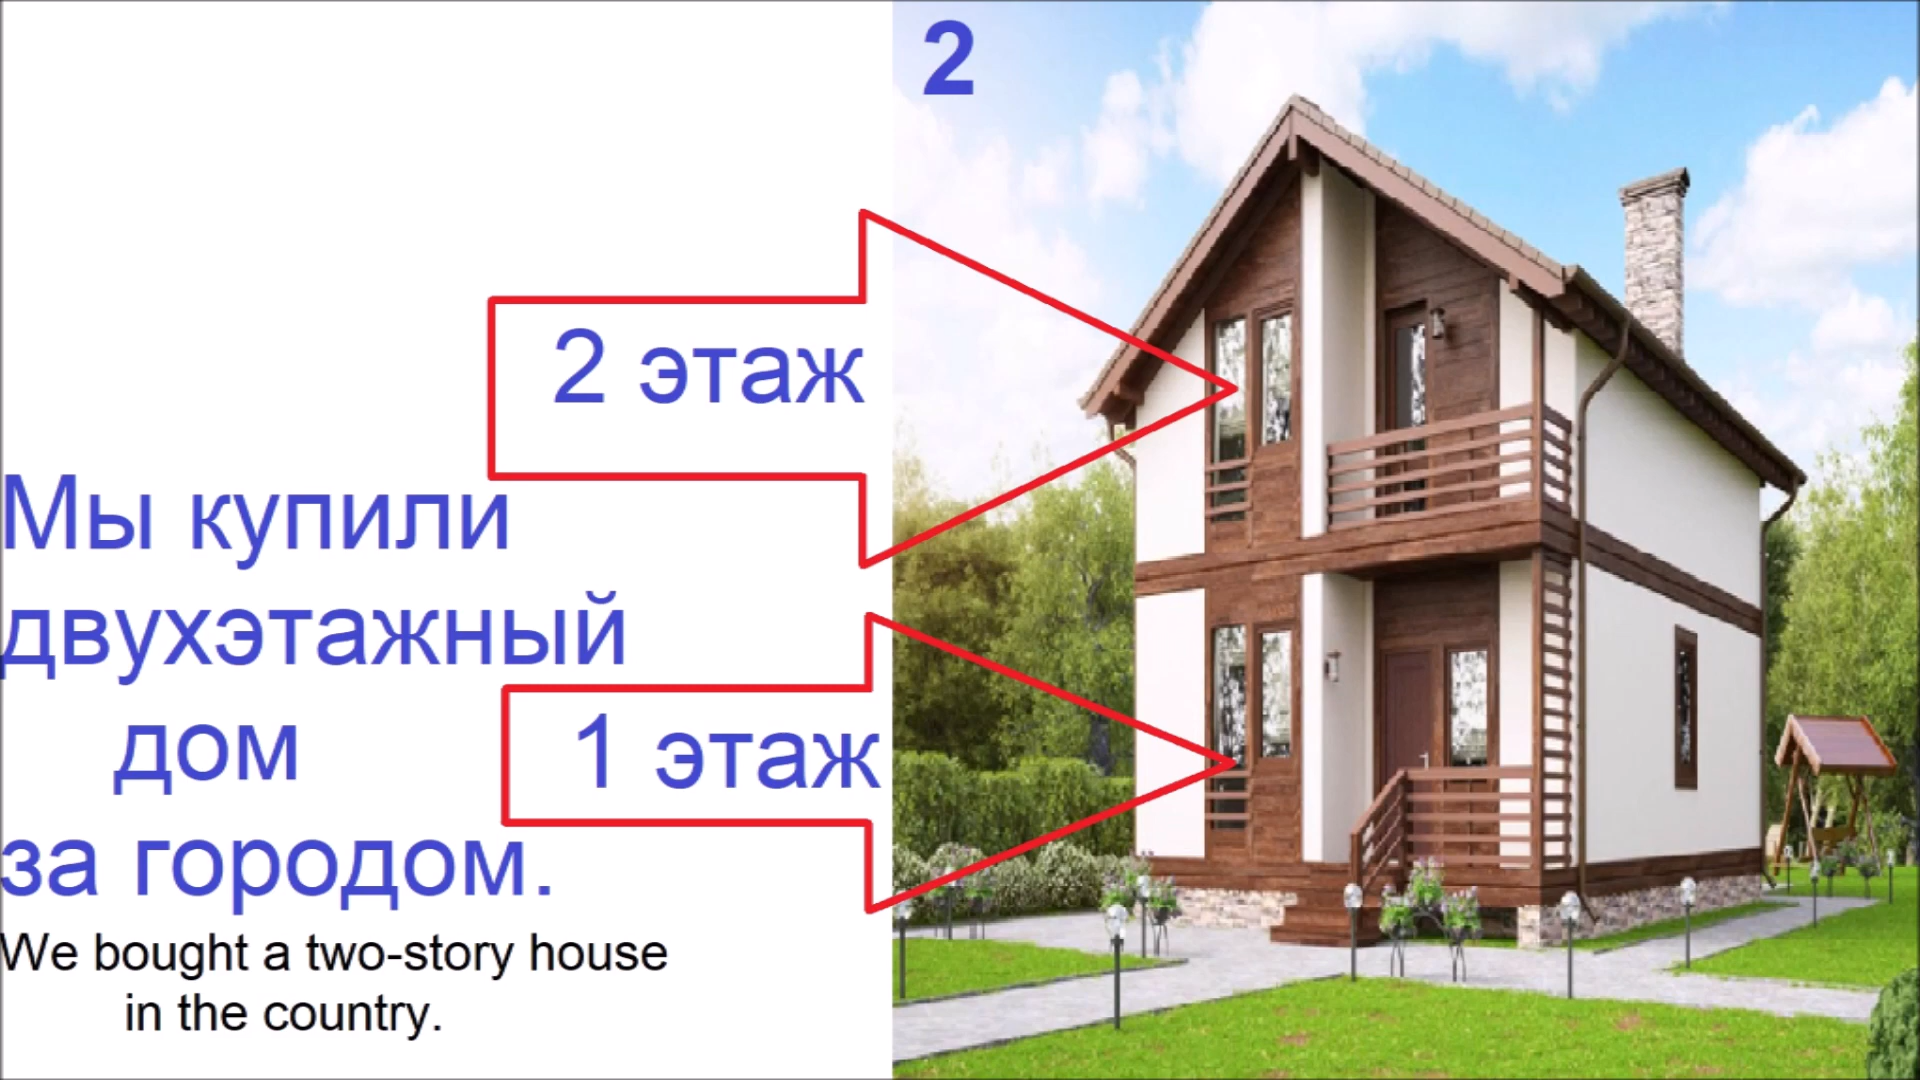 2
2 этаж
Мы купили
двухэтажный
дом
1 этаж
за городом.
We bought a two-story house
in the country.